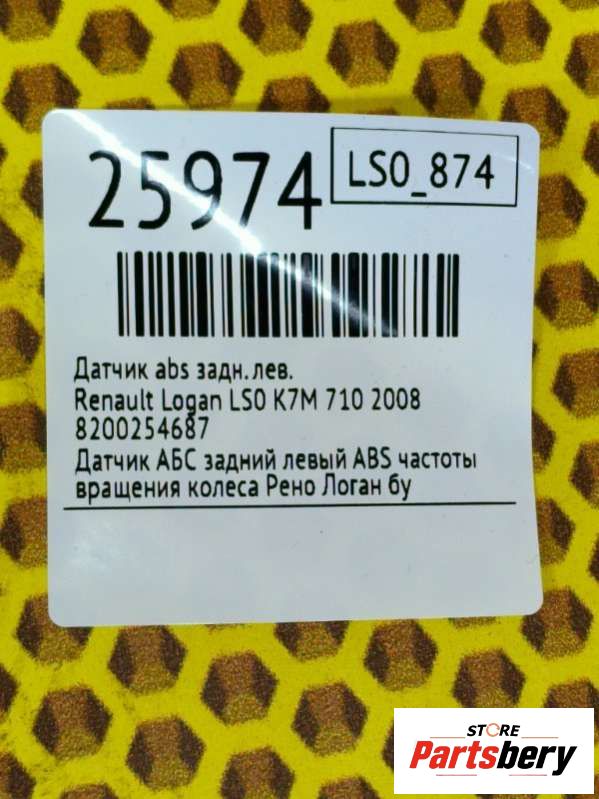 25974
LS0_874
Датчик abs задн.лев.
Renault Logan LS0 K7M 710 2008
8200254687
Датчик АБС задний левый ABS частоты
вращения колеса Рено Логан бу
STORE
Partsbery